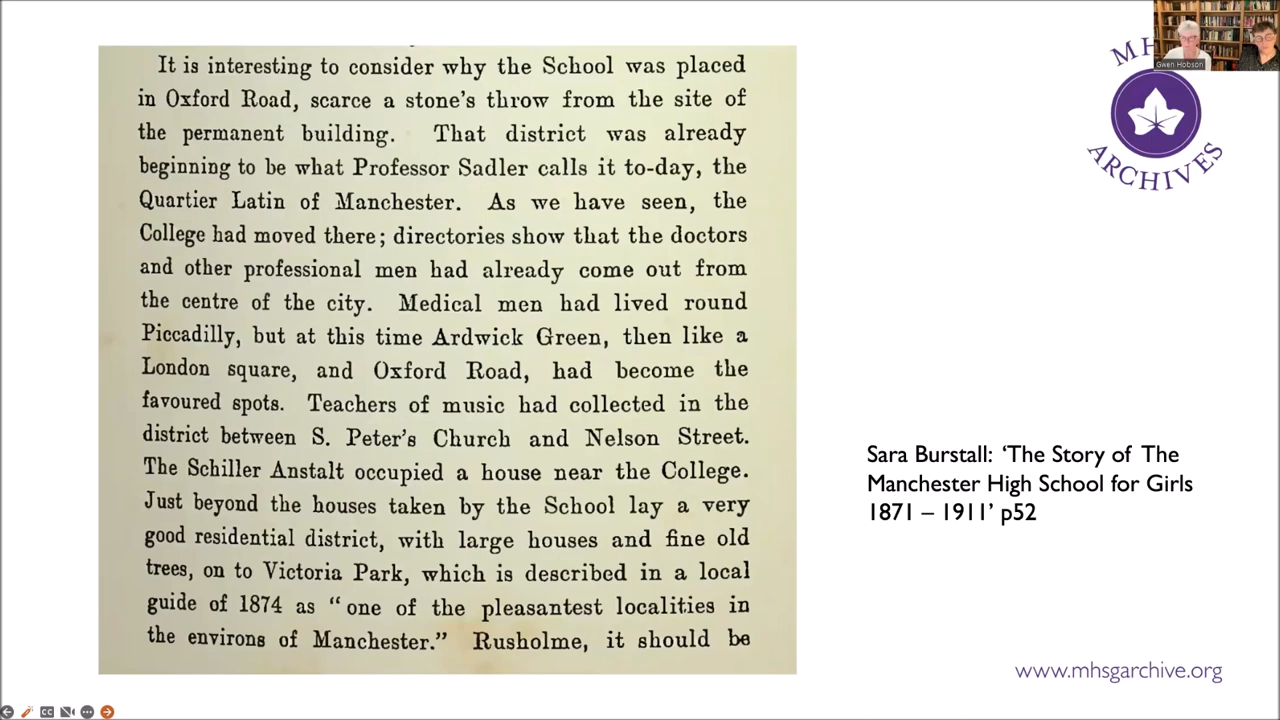 It is interesting to consider why the School was placed
in Oxford Road, scarce a stone's throw from the site of
the permanent building. That district was already
beginning to be what Professor Sadler calls it to-day, the
Quartier Latin of Manchester. As we have seen, the
College had moved there; directories show that the doctors
and other professional men had already come out from
the centre of the city. Medical men had lived round
Piccadilly, but at this time Ardwick Green, then like a
London square, and Oxford Road, had become the
favoured spots. Teachers of music had collected in the
district between S. Peter's Church and Nelson Street.
The Schiller Anstalt occupied a house near the College.
Just beyond the houses taken by the School lay a very
good residential district, with large houses and fine old
trees, on to Victoria Park, which is described in a local
guide of 1874 as "one of the pleasantest localities in
the environs of Manchester." Rusholme, it should be
Gwen Hobson
MH
ARCHIVES
Sara Burstall: 'The Story of The
Manchester High School for Girls
1871 – 1911' p52
www.mhsgarchive.org
CC